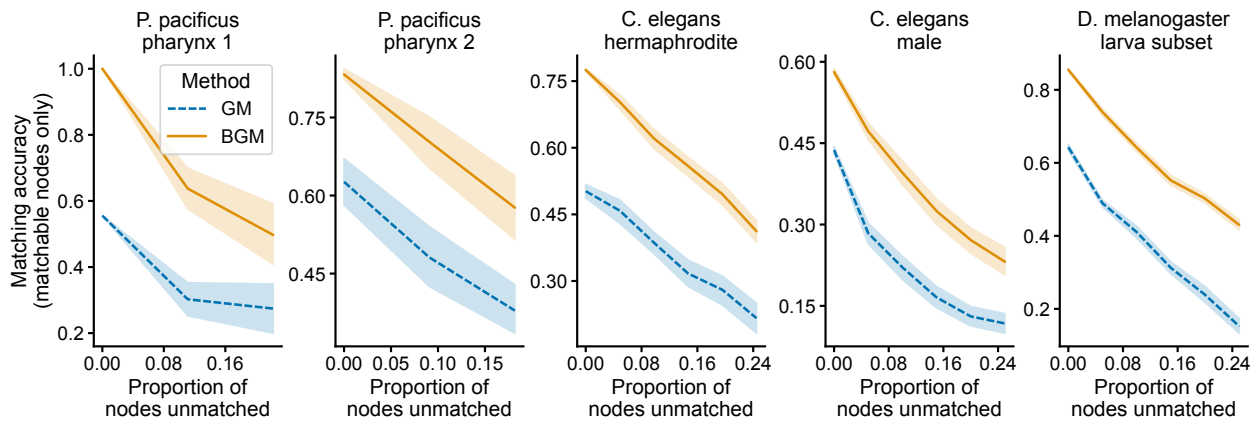 P. pacificus
pharynx 1
P. pacificus
pharynx 2
C. elegans
hermaphrodite
C. elegans
male
D. melanogaster
larva subset
Matching accuracy
(matchable nodes only)
Method
GM
BGM
1.0
0.8
0.6
0.4
0.2
0.00
0.08
0.16
Proportion of
nodes unmatched
0.75
0.60
0.45
0.00
0.05
0.10
0.15
Proportion of
nodes unmatched
0.75
0.60
0.45
0.30
0.00
0.08
0.16
0.24
Proportion of
nodes unmatched
0.60
0.45
0.30
0.15
0.00
0.08
0.16
0.24
Proportion of
nodes unmatched
0.8
0.6
0.4
0.2
0.00
0.08
0.16
0.24
Proportion of
nodes unmatched